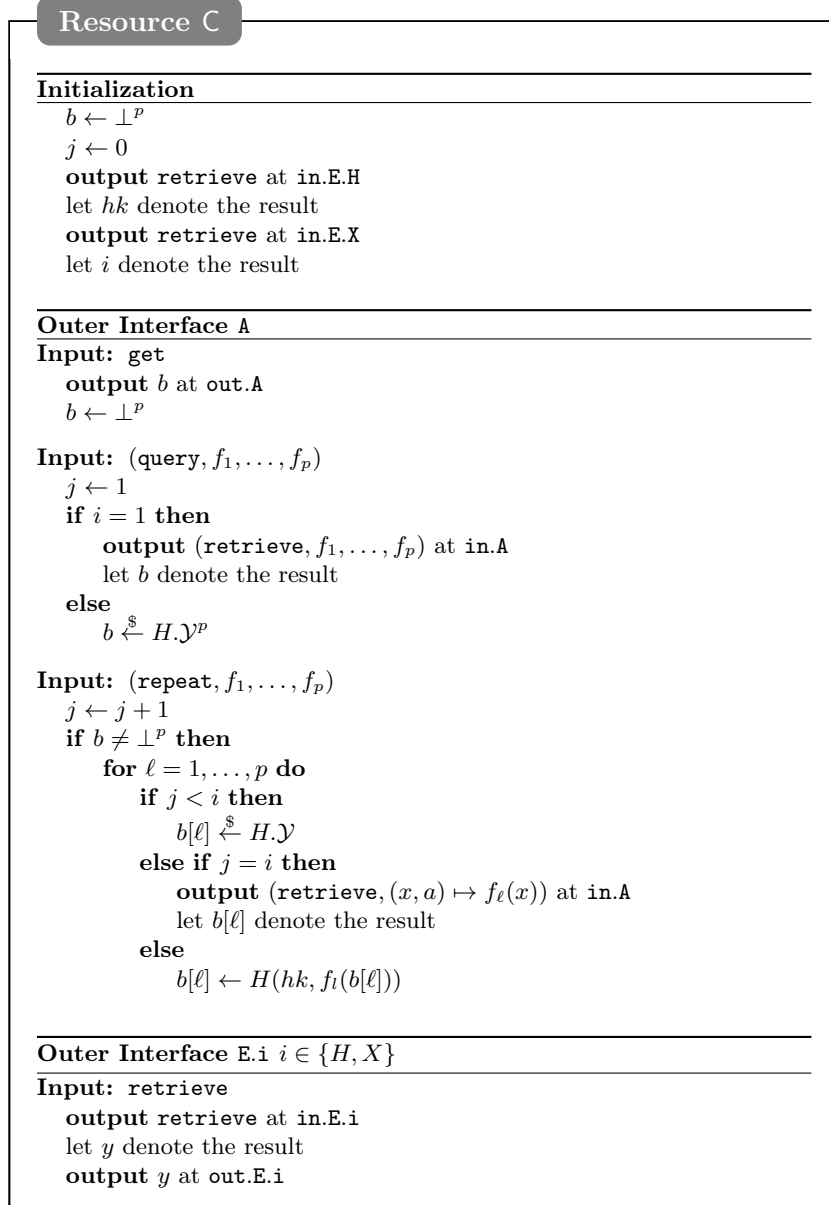 Resource C
Initialization
b ← ⊥^p
j ← 0
output retrieve at in.E.H
let hk denote the result
output retrieve at in.E.X
let i denote the result
Outer Interface A
Input: get
output b at out.A
b ← ⊥^p
Input: (query, f_1, . . . , f_p)
j ← 1
if i = 1 then
output (retrieve, f_1, . . . , f_p) at in.A
let b denote the result
else
b ←$ H.𝒴^p
Input: (repeat, f_1, . . . , f_p)
j ← j + 1
if b ≠ ⊥^p then
for ℓ = 1, . . . , p do
if j < i then
b[ℓ] ←$ H.𝒴
else if j = i then
output (retrieve, (x, a) ↦ f_ℓ(x)) at in.A
let b[ℓ] denote the result
else
b[ℓ] ← H(hk, f_l(b[ℓ]))
Outer Interface E.i i ∈ {H, X}
Input: retrieve
output retrieve at in.E.i
let y denote the result
output y at out.E.i